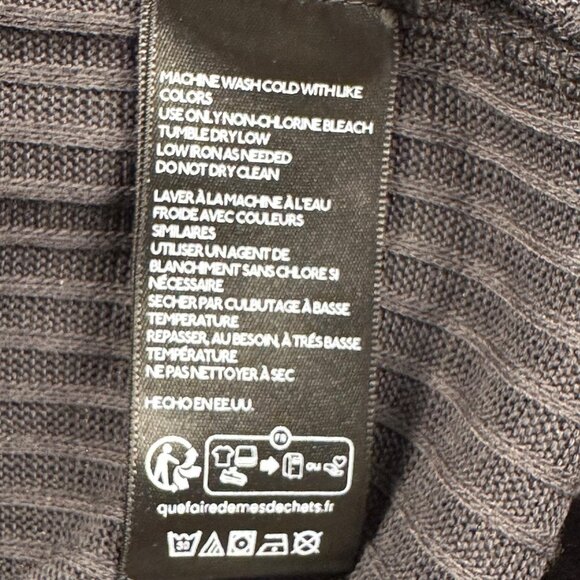 MACHINE WASH COLD WITH LIKE
COLORS
USE ONLY NON-CHLORINE BLEACH
TUMBLE DRY LOW
LOW IRON AS NEEDED
DO NOT DRY CLEAN
LAVER À LA MACHINE À L'EAU
FROIDE AVEC COULEURS
SIMILAIRES
UTILISER UN AGENT DE
BLANCHIMENT SANS CHLORE SI
NÉCESSAIRE
SECHER PAR CULBUTAGE À BASSE
TEMPERATURE
REPASSER, AU BESOIN, À TRÉS BASSE
TEMPÉRATURE
NE PAS NETTOYER À SEC
HECHO EN EE.UU.
FR
OU
quefairedemesdechets.fr
30